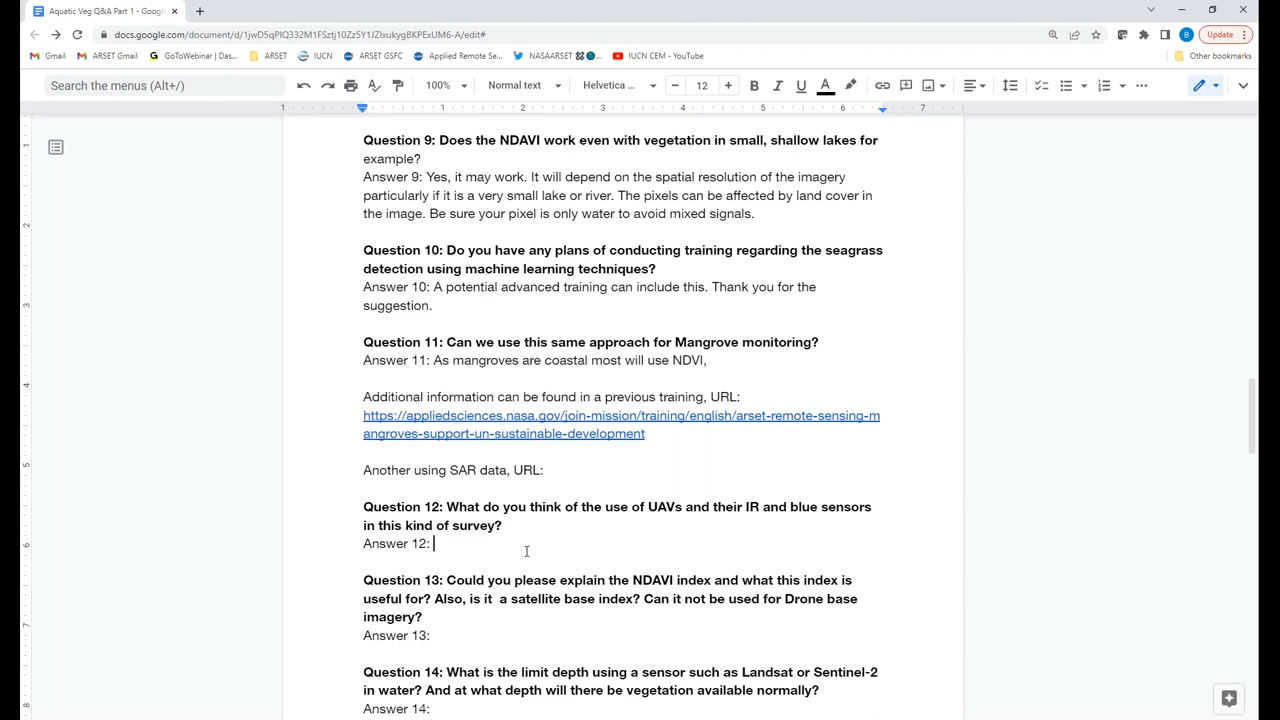 Aquatic Veg Q&A Part 1 - Googl
docs.google.com/document/d/1jwD5qPIQ332M1FSztj10Zz5Y1JZIxukygBKPExUM6-A/edit#
B
Update
Gmail
ARSET Gmail
GoToWebinar | Das...
ARSET
IUCN
ARSET GSFC
Applied Remote Se...
NASAARSET
IUCN CEM - YouTube
Other bookmarks
Search the menus (Alt+/)
100%
Normal text
Helvetica ...
12
B I U A
1 1 2 3 4 5 6 7
Question 9: Does the NDAVI work even with vegetation in small, shallow lakes for
example?
Answer 9: Yes, it may work. It will depend on the spatial resolution of the imagery
particularly if it is a very small lake or river. The pixels can be affected by land cover in
the image. Be sure your pixel is only water to avoid mixed signals.
Question 10: Do you have any plans of conducting training regarding the seagrass
detection using machine learning techniques?
Answer 10: A potential advanced training can include this. Thank you for the
suggestion.
Question 11: Can we use this same approach for Mangrove monitoring?
Answer 11: As mangroves are coastal most will use NDVI,
Additional information can be found in a previous training, URL:
https://appliedsciences.nasa.gov/join-mission/training/english/arset-remote-sensing-m
angroves-support-un-sustainable-development
Another using SAR data, URL:
Question 12: What do you think of the use of UAVs and their IR and blue sensors
in this kind of survey?
Answer 12:
Question 13: Could you please explain the NDAVI index and what this index is
useful for? Also, is it  a satellite base index? Can it not be used for Drone base
imagery?
Answer 13:
Question 14: What is the limit depth using a sensor such as Landsat or Sentinel-2
in water? And at what depth will there be vegetation available normally?
Answer 14: